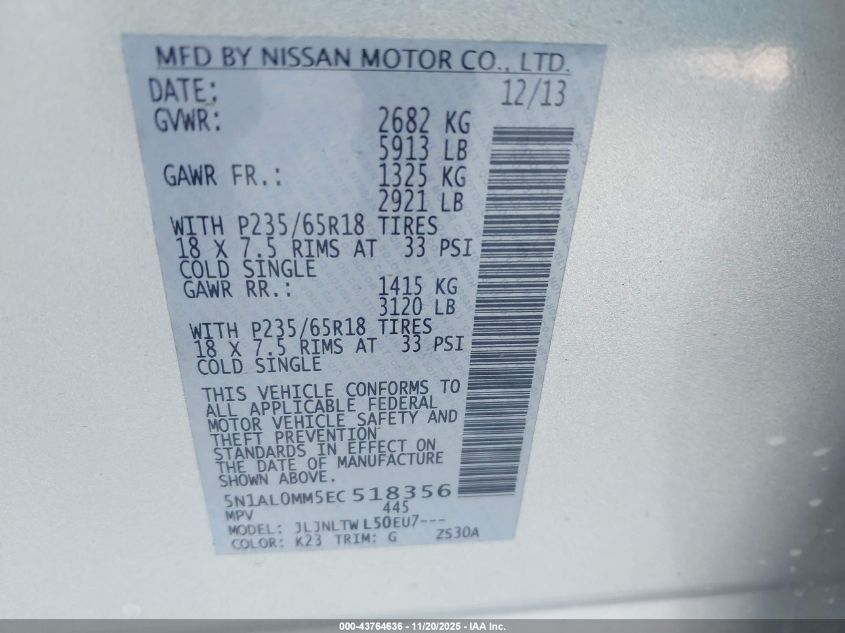 MFD BY NISSAN MOTOR CO., LTD.
DATE: 12/13
GVWR: 2682 KG
5913 LB
GAWR FR.: 1325 KG
2921 LB
WITH P235/65R18 TIRES
18 X 7.5 RIMS AT 33 PSI
COLD SINGLE
GAWR RR.: 1415 KG
3120 LB
WITH P235/65R18 TIRES
18 X 7.5 RIMS AT 33 PSI
COLD SINGLE
THIS VEHICLE CONFORMS TO
ALL APPLICABLE FEDERAL
MOTOR VEHICLE SAFETY AND
THEFT PREVENTION
STANDARDS IN EFFECT ON
THE DATE OF MANUFACTURE
SHOWN ABOVE.
5N1AL0MM5EC518356
MPV 445
MODEL: JLJNLTWL50EU7---
COLOR: K23 TRIM: G ZS30A
000-43764636 - 11/20/2025 - IAA Inc.